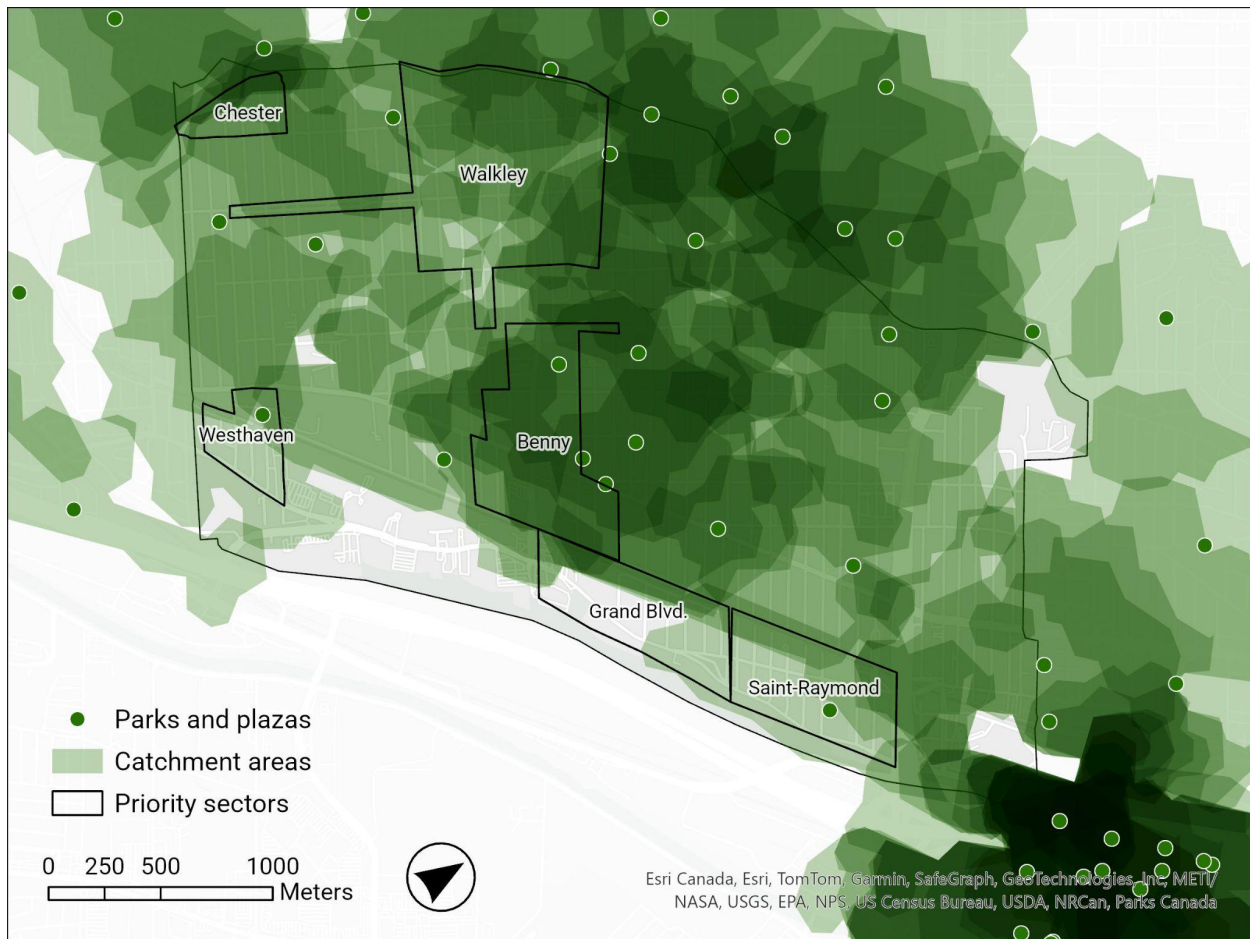 Chester
Walkley
Westhaven
Benny
Grand Blvd.
Saint-Raymond
Parks and plazas
Catchment areas
Priority sectors
0 250 500 1000
Meters
Esri Canada, Esri, TomTom, Garmin, SafeGraph, GeoTechnologies, Inc, METI/
NASA, USGS, EPA, NPS, US Census Bureau, USDA, NRCan, Parks Canada